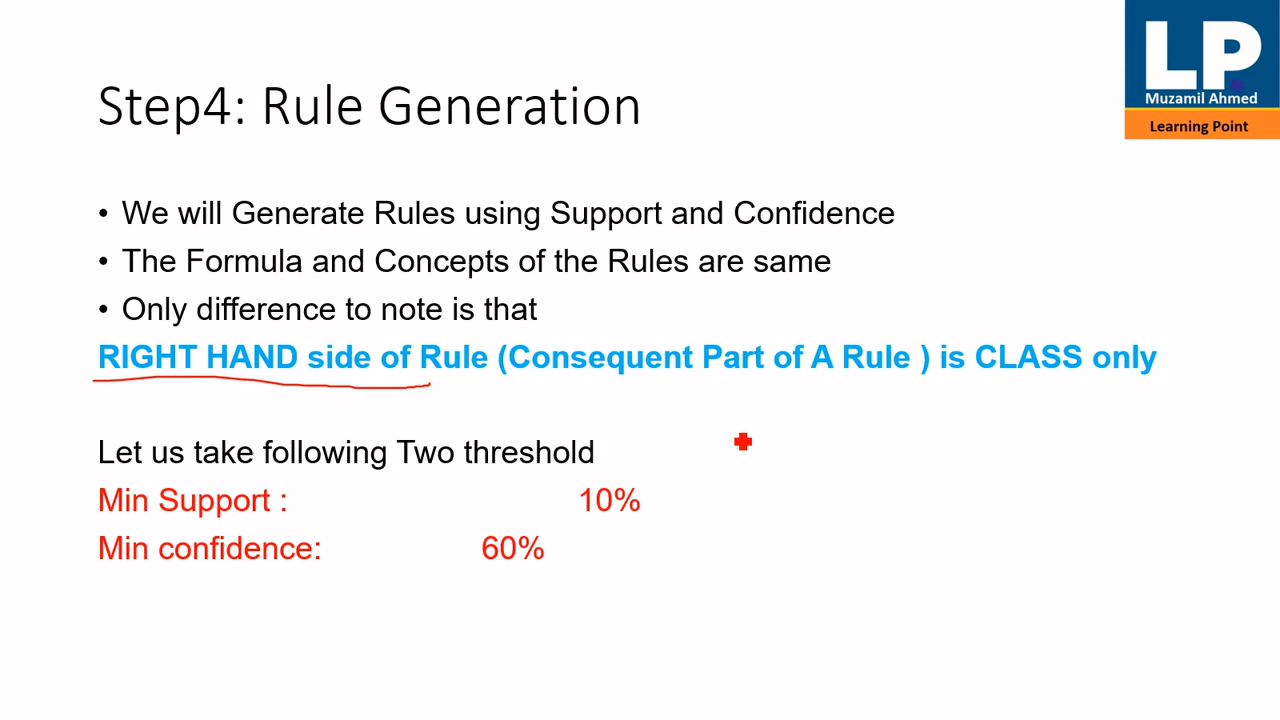 LP.
Muzamil Ahmed
Learning Point
Step4: Rule Generation
• We will Generate Rules using Support and Confidence
• The Formula and Concepts of the Rules are same
• Only difference to note is that
RIGHT HAND side of Rule (Consequent Part of A Rule ) is CLASS only
Let us take following Two threshold
Min Support : 10%
Min confidence: 60%